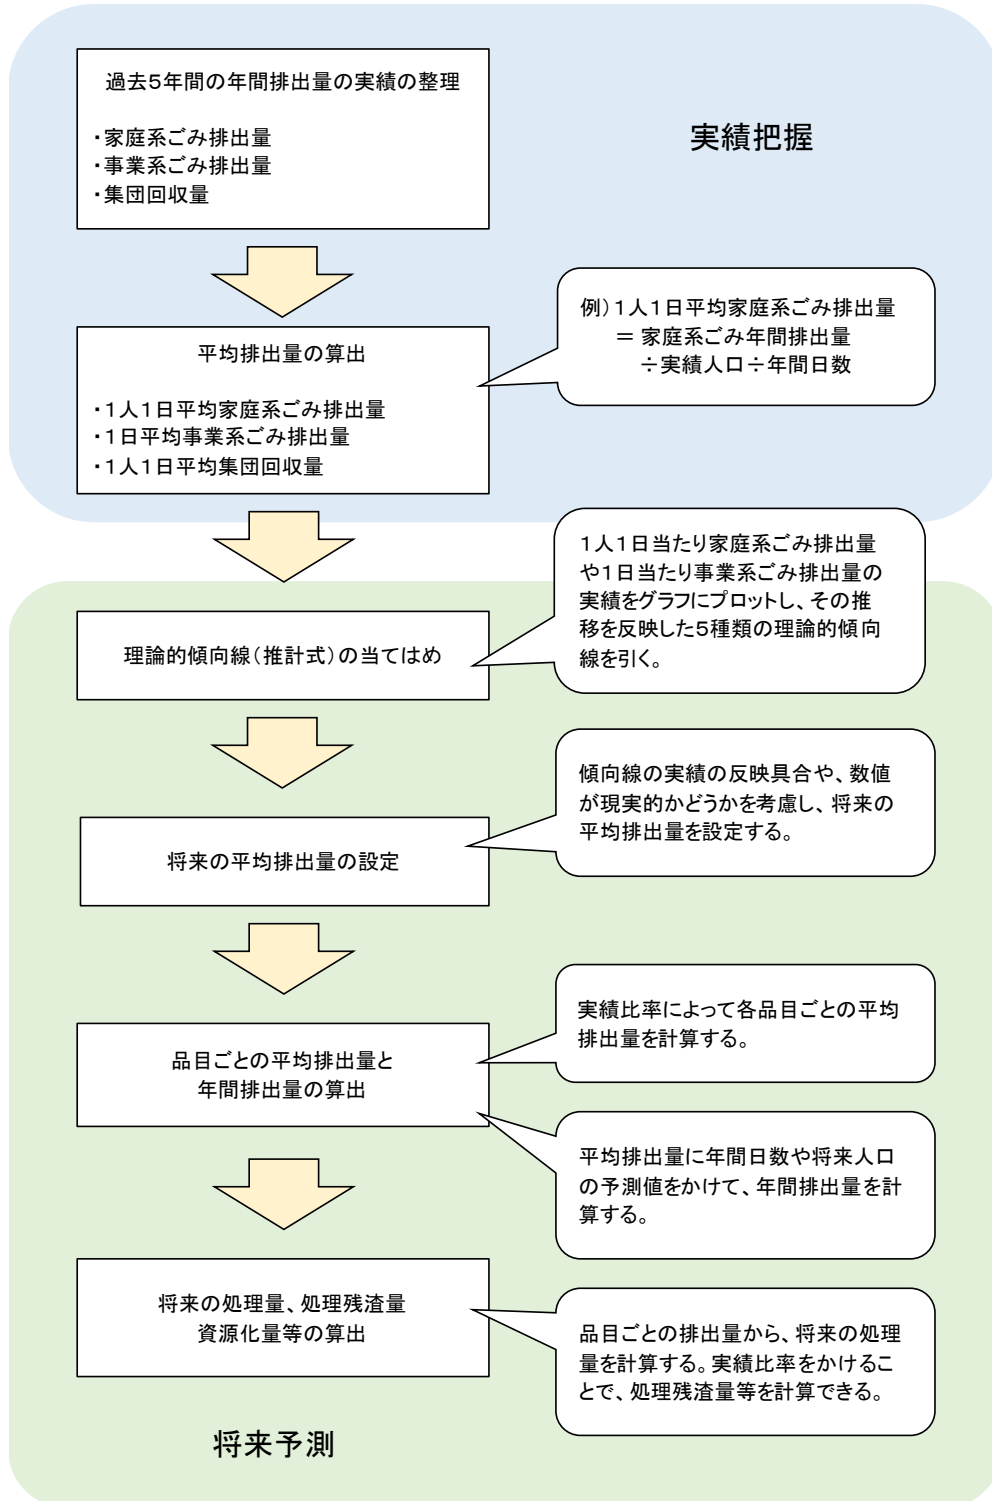 過去5年間の年間排出量の実績の整理
・家庭系ごみ排出量
・事業系ごみ排出量
・集団回収量
実績把握
平均排出量の算出
・1人1日平均家庭系ごみ排出量
・1日平均事業系ごみ排出量
・1人1日平均集団回収量
例)1人1日平均家庭系ごみ排出量
＝ 家庭系ごみ年間排出量
÷実績人口÷年間日数
理論的傾向線(推計式)の当てはめ
1人1日当たり家庭系ごみ排出量
や1日当たり事業系ごみ排出量の
実績をグラフにプロットし、その推
移を反映した5種類の理論的傾向
線を引く。
将来の平均排出量の設定
傾向線の実績の反映具合や、数値
が現実的かどうかを考慮し、将来の
平均排出量を設定する。
品目ごとの平均排出量と
年間排出量の算出
実績比率によって各品目ごとの平均
排出量を計算する。
平均排出量に年間日数や将来人口
の予測値をかけて、年間排出量を計
算する。
将来の処理量、処理残渣量
資源化量等の算出
品目ごとの排出量から、将来の処理
量を計算する。実績比率をかけるこ
とで、処理残渣量等を計算できる。
将来予測